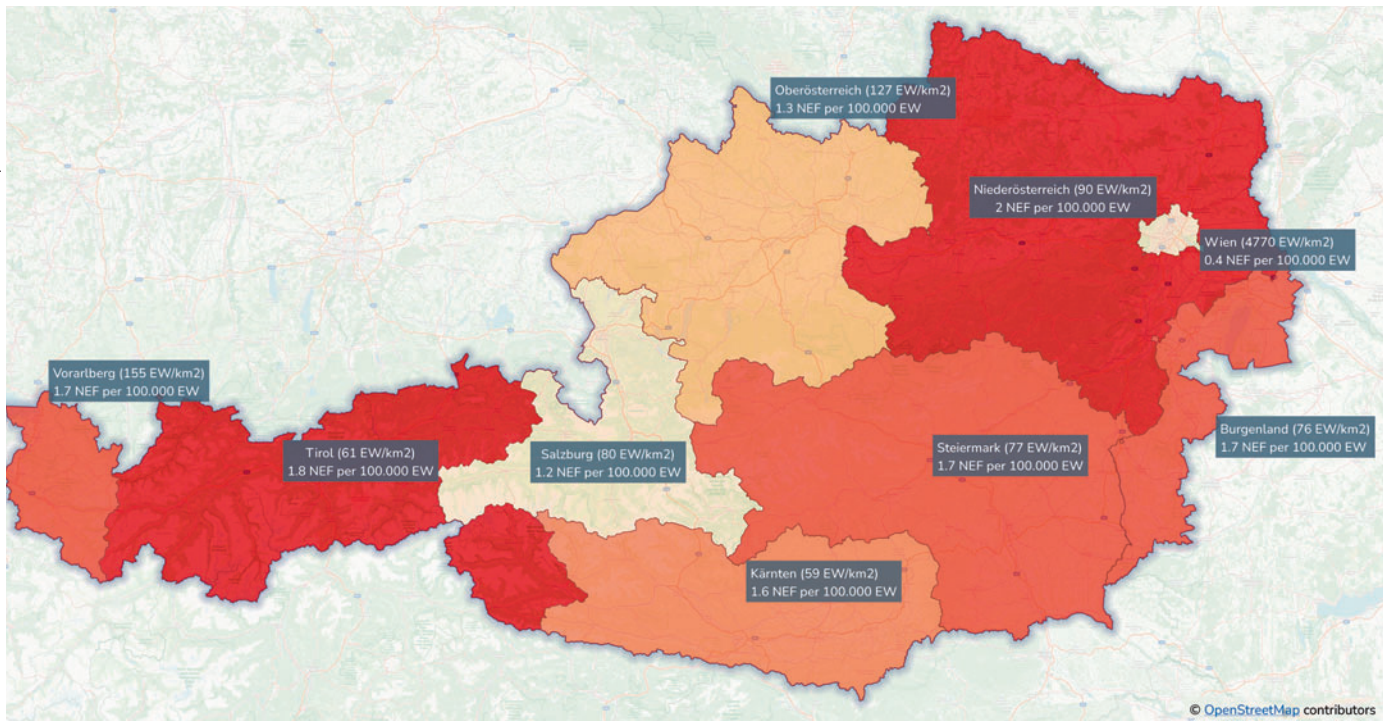 Oberösterreich (127 EW/km2)
1.3 NEF per 100.000 EW
Niederösterreich (90 EW/km2)
2 NEF per 100.000 EW
Wien (4770 EW/km2)
0.4 NEF per 100.000 EW
Vorarlberg (155 EW/km2)
1.7 NEF per 100.000 EW
Tirol (61 EW/km2)
1.8 NEF per 100.000 EW
Salzburg (80 EW/km2)
1.2 NEF per 100.000 EW
Steiermark (77 EW/km2)
1.7 NEF per 100.000 EW
Burgenland (76 EW/km2)
1.7 NEF per 100.000 EW
Kärnten (59 EW/km2)
1.6 NEF per 100.000 EW
© OpenStreetMap contributors